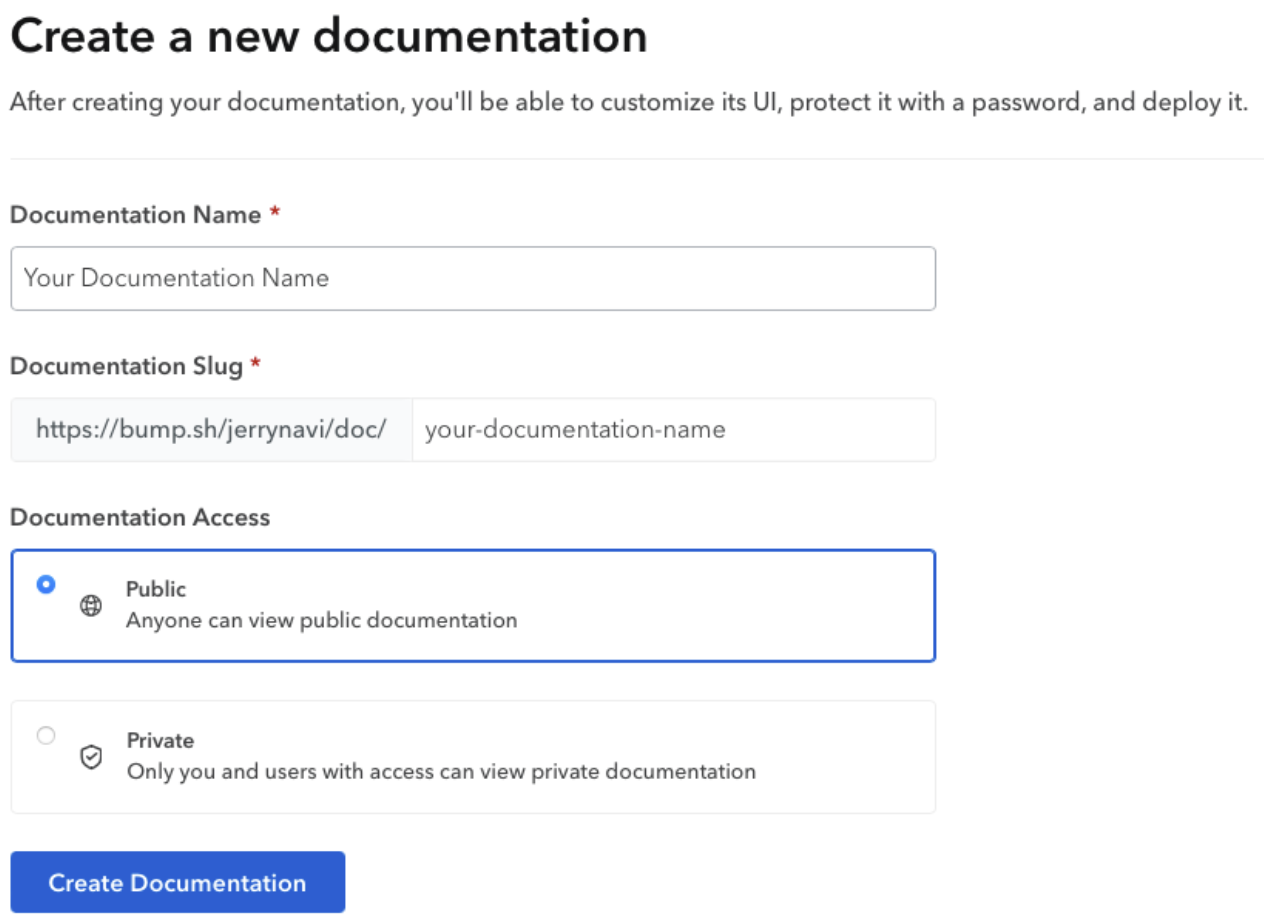 Create a new documentation
After creating your documentation, you'll be able to customize its UI, protect it with a password, and deploy it.
Documentation Name *
Your Documentation Name
Documentation Slug *
https://bump.sh/jerrynavi/doc/ your-documentation-name
Documentation Access
Public
Anyone can view public documentation
Private
Only you and users with access can view private documentation
Create Documentation